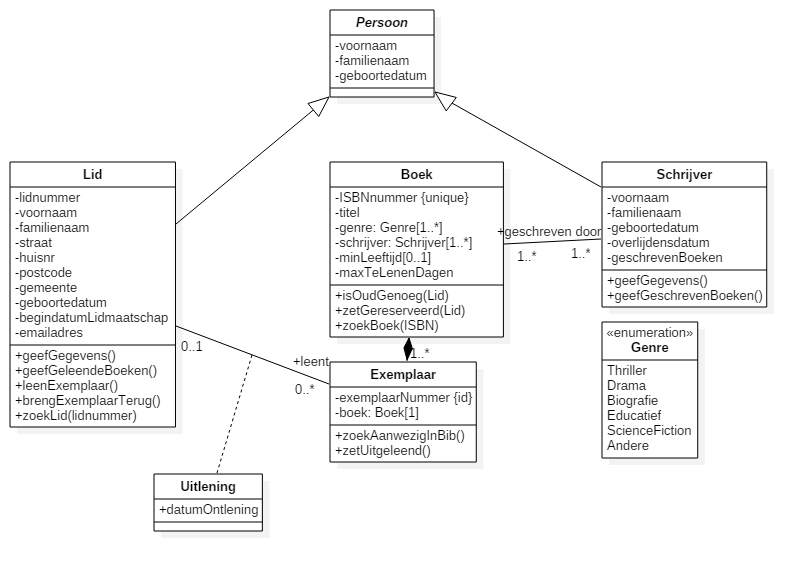 Persoon
-voornaam
-familienaam
-geboortedatum
Lid
-lidnummer
-voornaam
-familienaam
-straat
-huisnr
-postcode
-gemeente
-geboortedatum
-begindatumLidmaatschap
-emailadres
+geefGegevens()
+geefGeleendeBoeken()
+leenExemplaar()
+brengExemplaarTerug()
+zoekLid(lidnummer)
Boek
-ISBNnummer {unique}
-titel
-genre: Genre[1..*]
-schrijver: Schrijver[1..*]
-minLeeftijd[0..1]
-maxTeLenenDagen
+isOudGenoeg(Lid)
+zetGereserveerd(Lid)
+zoekBoek(ISBN)
+geschreven door
1..*
1..*
Schrijver
-voornaam
-familienaam
-geboortedatum
-overlijdensdatum
-geschrevenBoeken
+geefGegevens()
+geefGeschrevenBoeken()
«enumeration»
Genre
Thriller
Drama
Biografie
Educatief
ScienceFiction
Andere
0..1
+leent
0..*
1..*
Exemplaar
-exemplaarNummer {id}
-boek: Boek[1]
+zoekAanwezigInBib()
+zetUitgeleend()
Uitlening
+datumOntlening